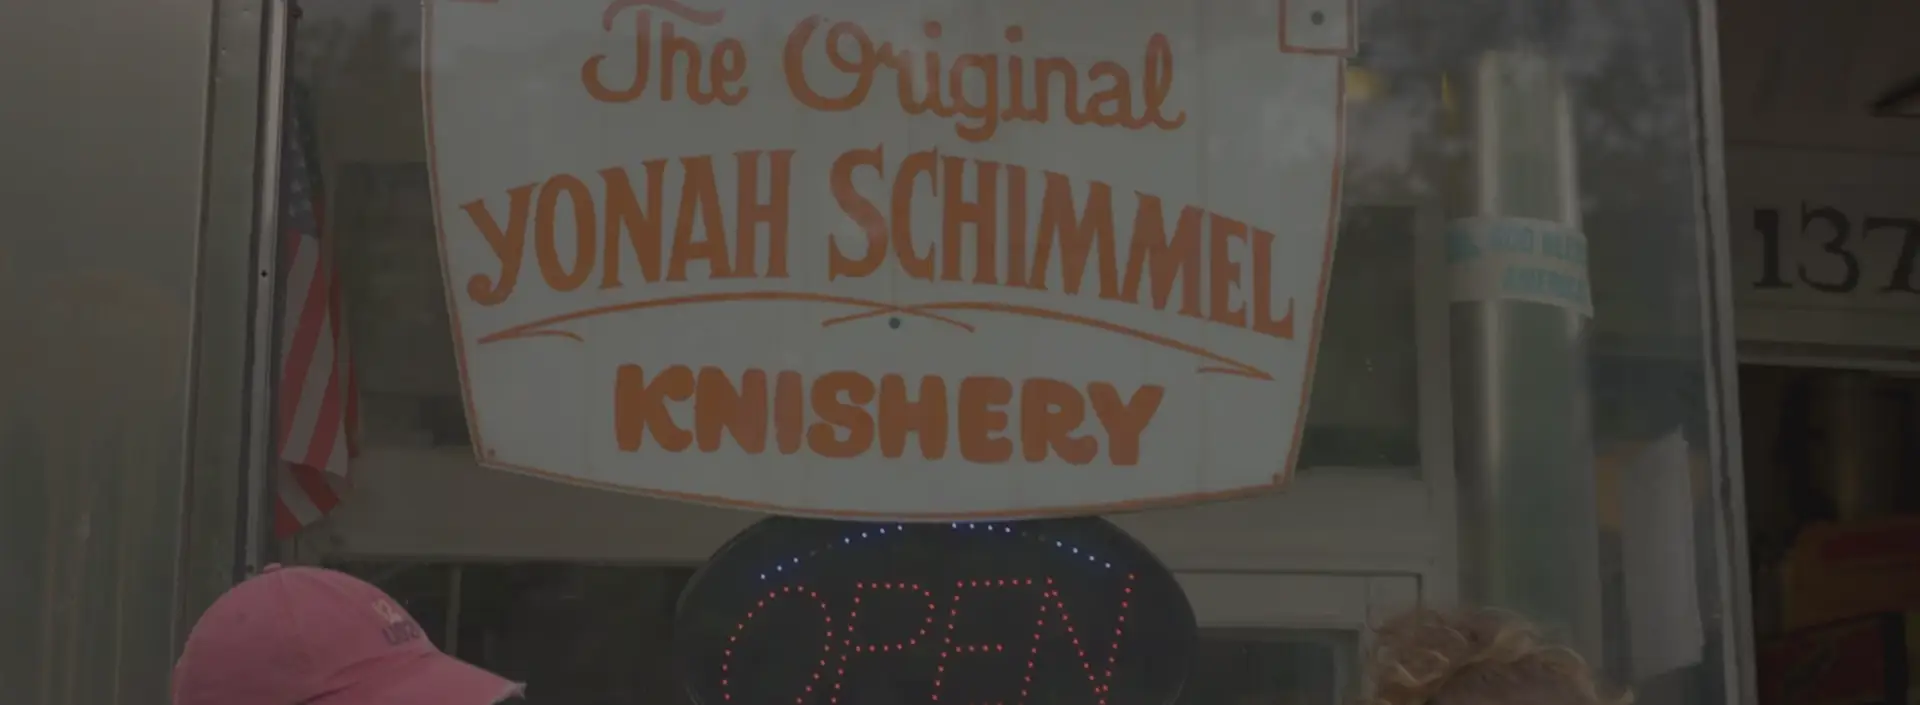 The Original
YONAH SCHIMMEL
KNISHERY
OPEN
137